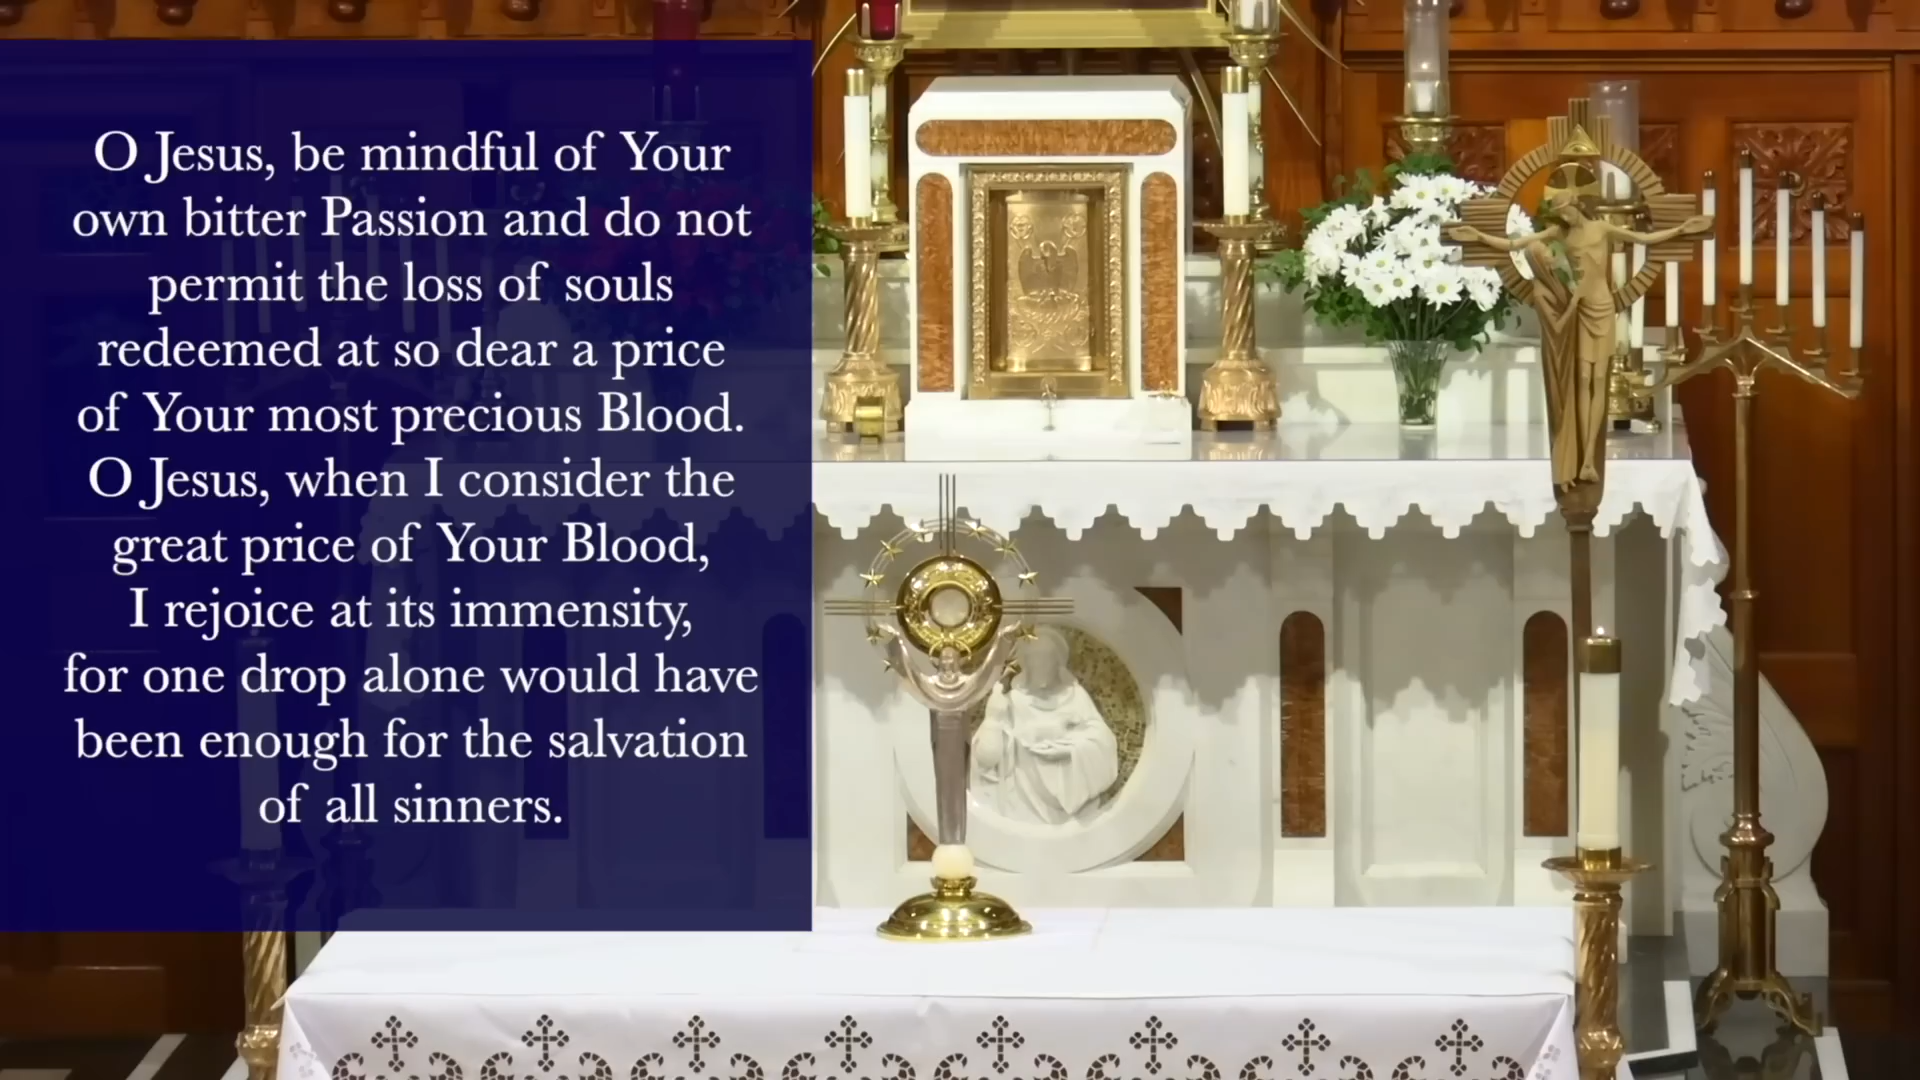 O Jesus, be mindful of Your
own bitter Passion and do not
permit the loss of souls
redeemed at so dear a price
of Your most precious Blood.
O Jesus, when I consider the
great price of Your Blood,
I rejoice at its immensity,
for one drop alone would have
been enough for the salvation
of all sinners.